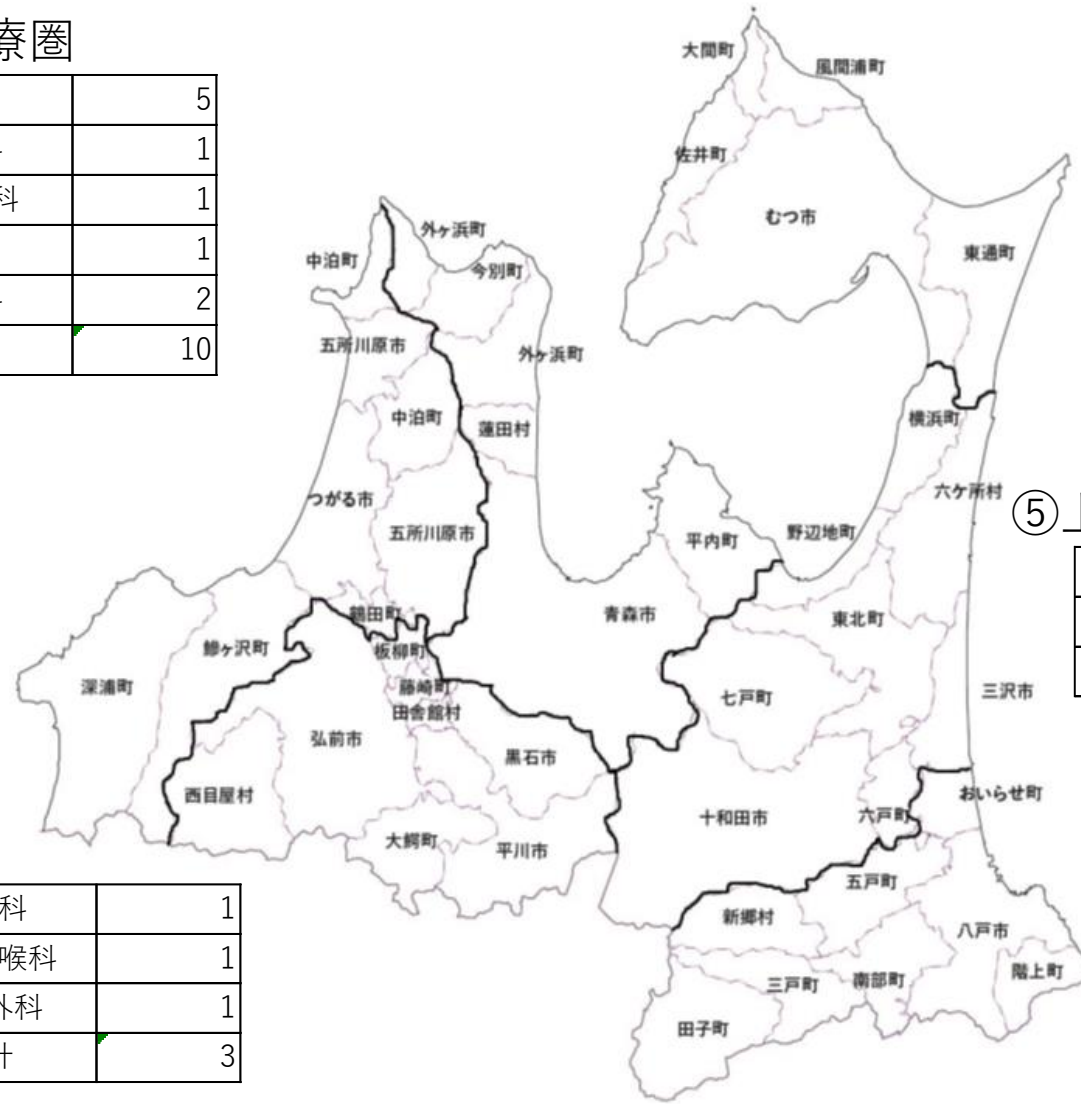 療圏
5
1
科 1
1
2
10
大間町
風間浦町
佐井町
むつ市
東通町
外ヶ浜町
中泊町
今別町
五所川原市
外ヶ浜町
中泊町
蓬田村
横浜町
つがる市
六ケ所村
五所川原市
平内町
野辺地町
⑤
鶴田町
青森市
東北町
板柳町
鰺ヶ沢町
深浦町
藤崎町
七戸町
三沢市
田舎館村
弘前市
黒石市
西目屋村
おいらせ町
十和田市
六戸町
大鰐町
平川市
五戸町
新郷村
八戸市
三戸町
南部町
階上町
田子町
科 1
喉科 1
外科 1
計 3